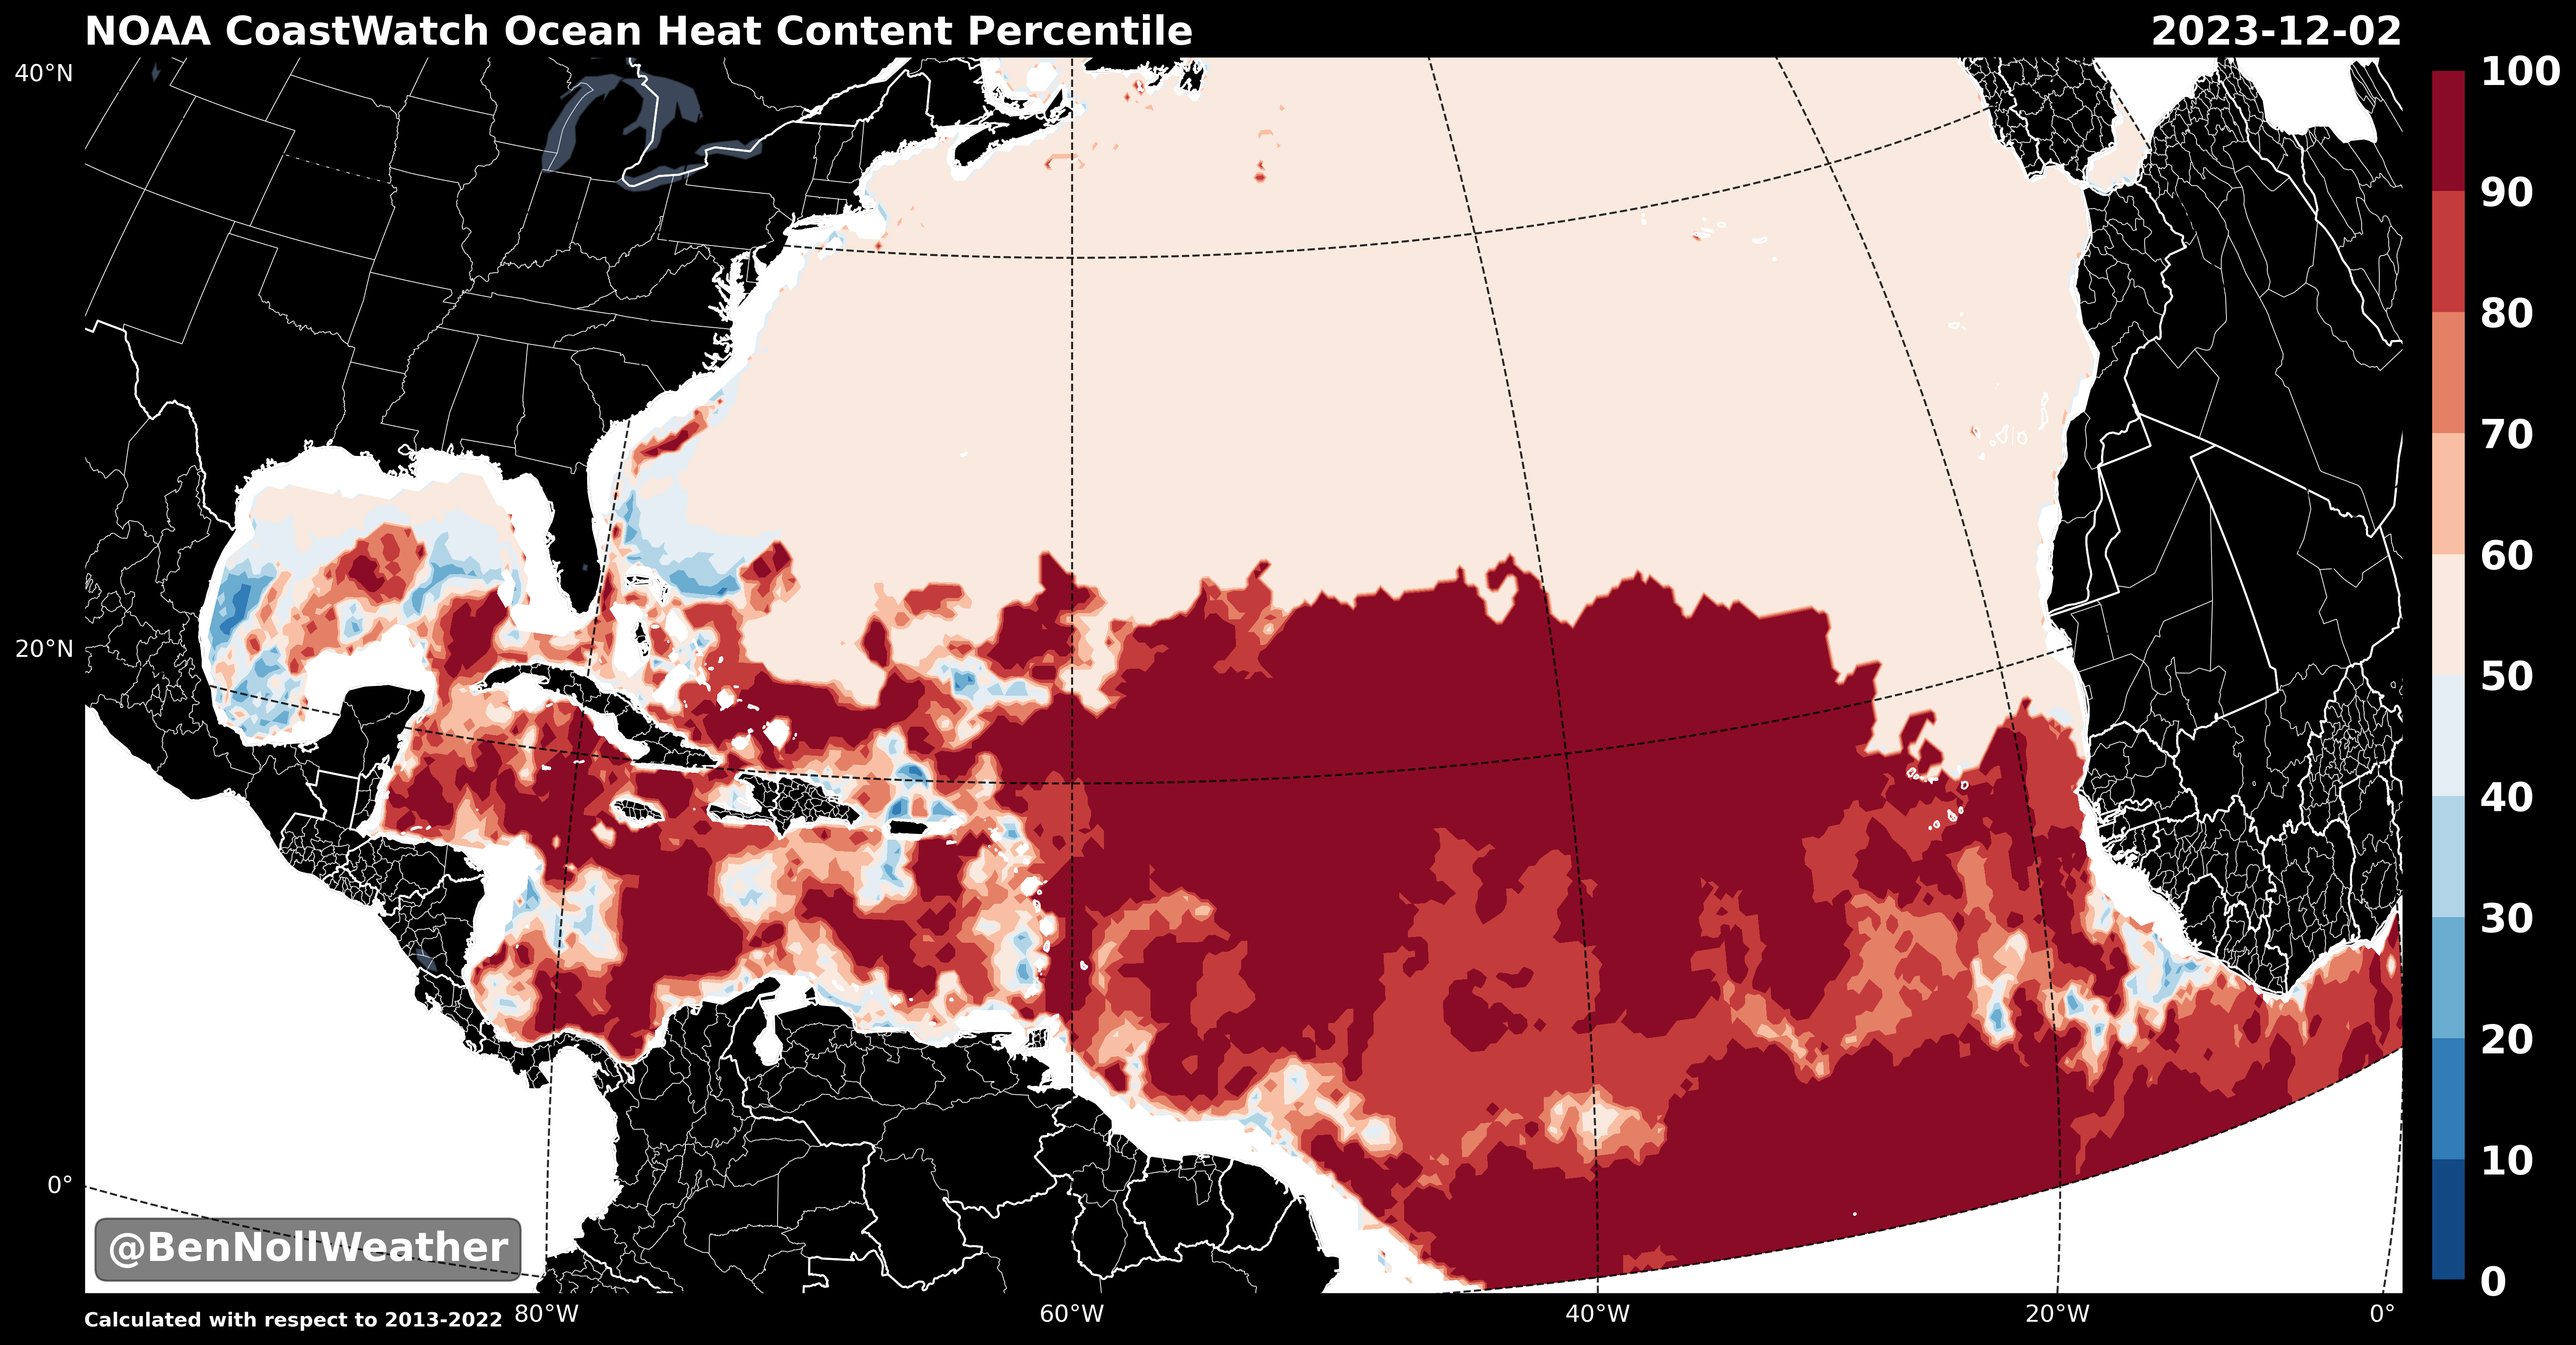 NOAA CoastWatch Ocean Heat Content Percentile
2023-12-02
40°N
20°N
0°
100
90
80
70
60
50
40
30
20
10
0
@BenNollWeather
Calculated with respect to 2013-2022
80°W
60°W
40°W
20°W
0°